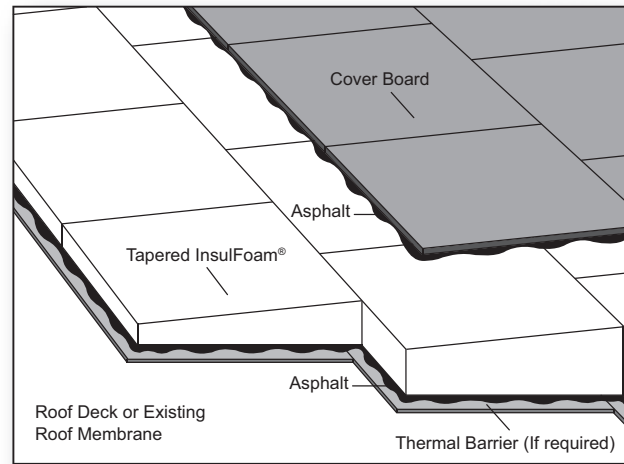 Cover Board
Asphalt
Tapered InsulFoam®
Asphalt
Roof Deck or Existing
Roof Membrane
Thermal Barrier (If required)